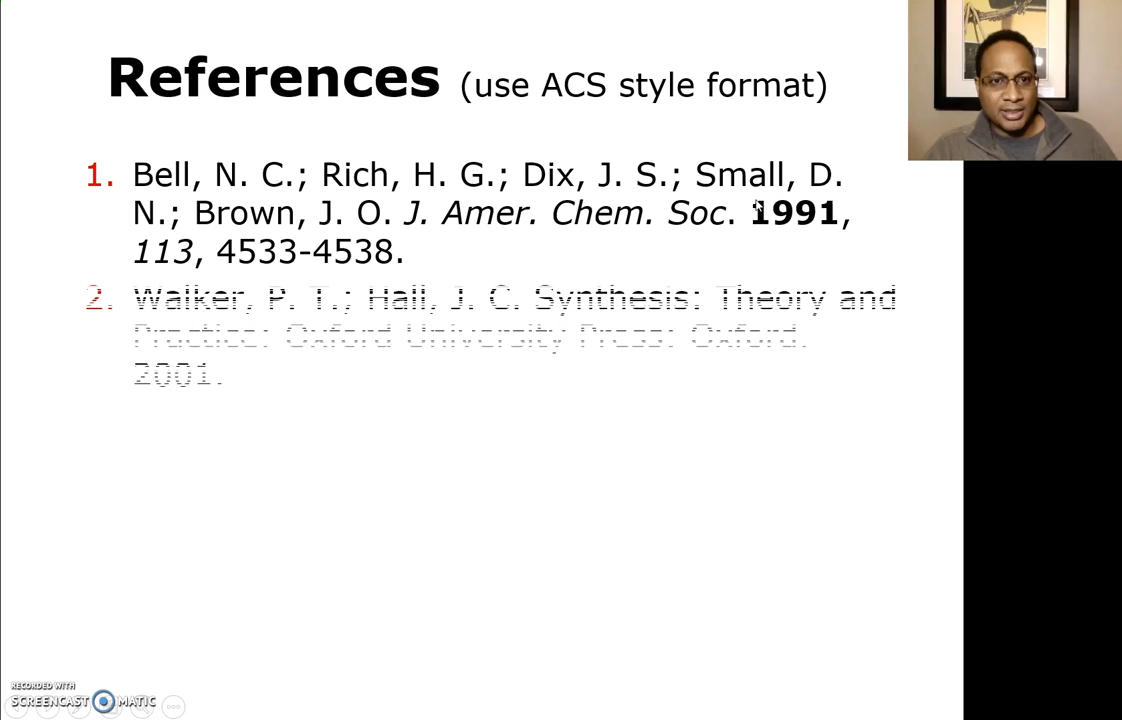 References (use ACS style format)
1. Bell, N. C.; Rich, H. G.; Dix, J. S.; Small, D.
N.; Brown, J. O. J. Amer. Chem. Soc. 1991,
113, 4533-4538.
2. Walker, P. T.; Hall, J. C. Synthesis: Theory and
Practice; Oxford University Press: Oxford.
2001.
RECORDED WITH
SCREENCAST MATIC